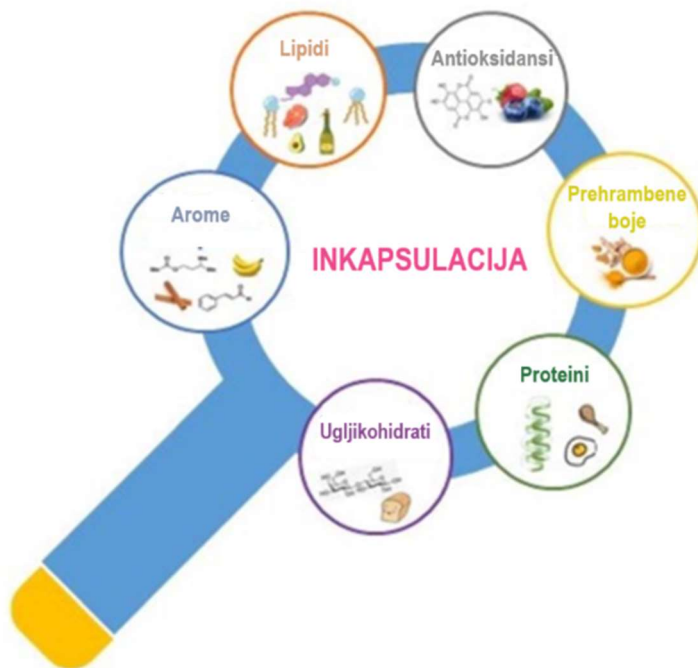 Lipidi
Antioksidansi
Arome
Prehrambene
boje
INKAPSULACIJA
Proteini
Ugljikohidrati